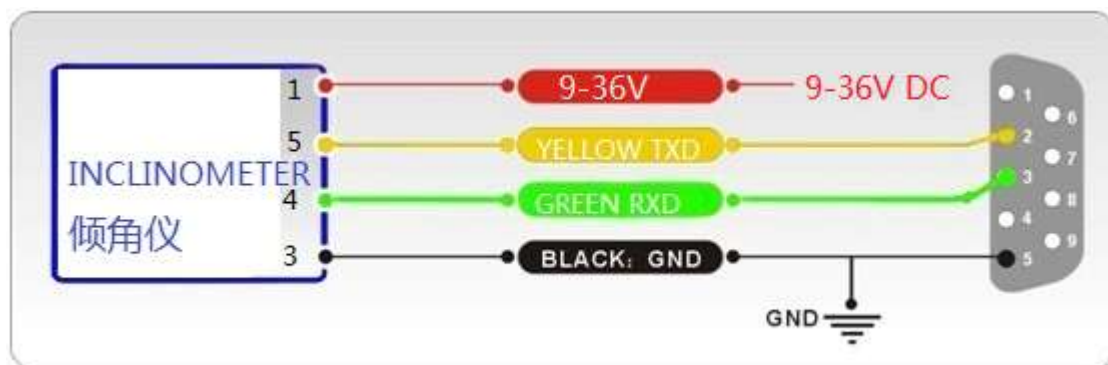 1
9-36V
9-36V DC
5
YELLOW TXD
INCLINOMETER
倾角仪
4
GREEN RXD
3
BLACK: GND
GND
1
2
3
4
5
6
7
8
9